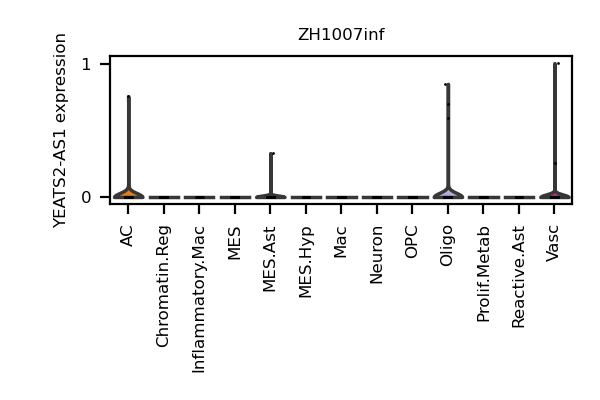 ZH1007inf
YEATS2-AS1 expression
1
0
AC
Chromatin.Reg
Inflammatory.Mac
MES
MES.Ast
MES.Hyp
Mac
Neuron
OPC
Oligo
Prolif.Metab
Reactive.Ast
Vasc